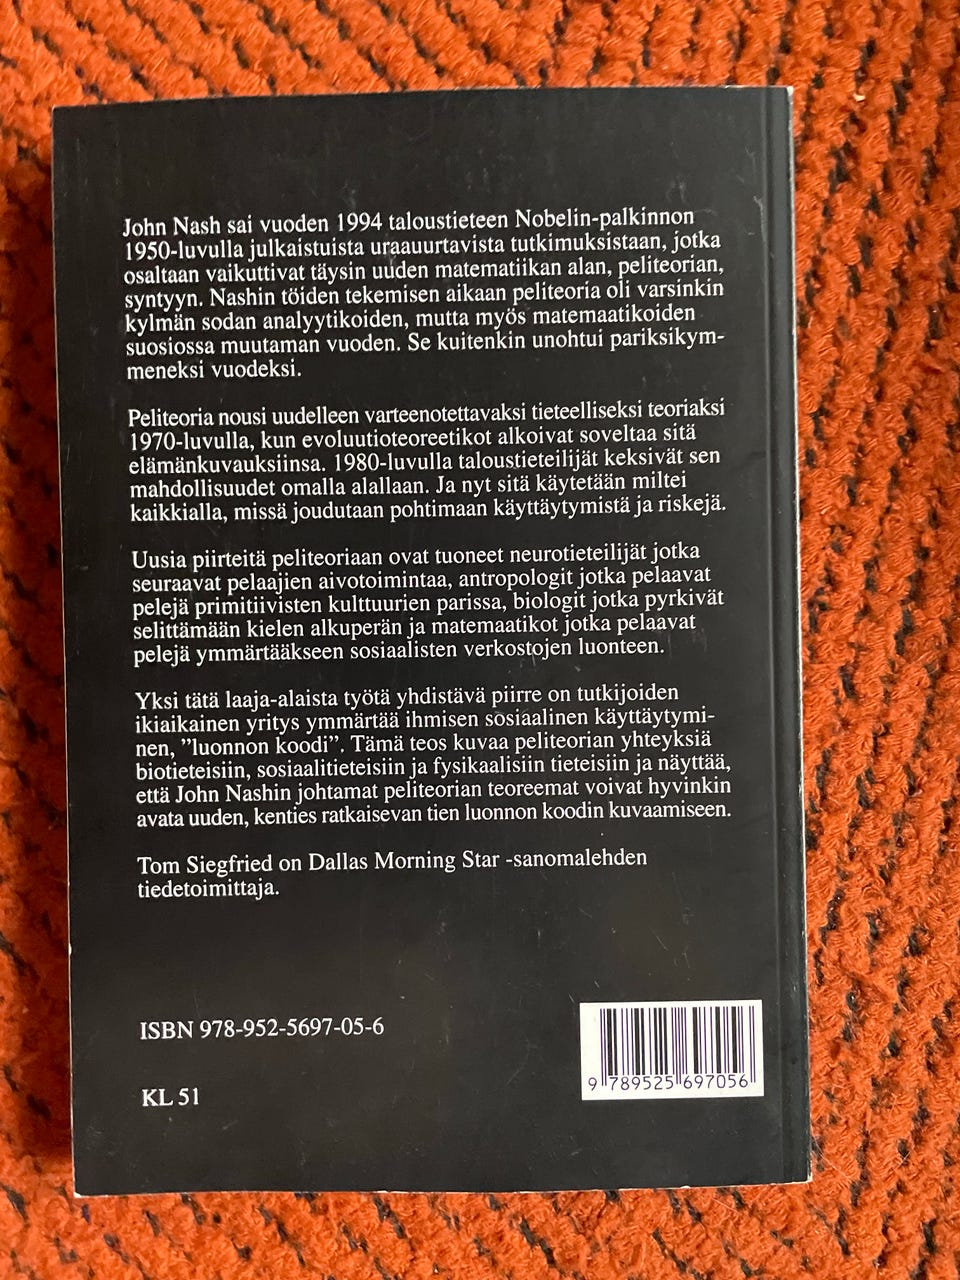 John Nash sai vuoden 1994 taloustieteen Nobelin-palkinnon
1950-luvulla julkaistuista uraauurtavista tutkimuksistaan, jotka
osaltaan vaikuttivat täysin uuden matematiikan alan, peliteorian,
syntyyn. Nashin töiden tekemisen aikaan peliteoria oli varsinkin
kylmän sodan analyytikoiden, mutta myös matemaatikoiden
suosiossa muutaman vuoden. Se kuitenkin unohtui pariksikym-
meneksi vuodeksi.
Peliteoria nousi uudelleen varteenotettavaksi tieteelliseksi teoriaksi
1970-luvulla, kun evoluutioteoreetikot alkoivat soveltaa sitä
elämänkuvauksiinsa. 1980-luvulla taloustieteilijät keksivät sen
mahdollisuudet omalla alallaan. Ja nyt sitä käytetään miltei
kaikkialla, missä joudutaan pohtimaan käyttäytymistä ja riskejä.
Uusia piirteitä peliteoriaan ovat tuoneet neurotieteilijät jotka
seuraavat pelaajien aivotoimintaa, antropologit jotka pelaavat
pelejä primitiivisten kulttuurien parissa, biologit jotka pyrkivät
selittämään kielen alkuperän ja matemaatikot jotka pelaavat
pelejä ymmärtääkseen sosiaalisten verkostojen luonteen.
Yksi tätä laaja-alaista työtä yhdistävä piirre on tutkijoiden
ikiaikainen yritys ymmärtää ihmisen sosiaalinen käyttäytymi-
nen, ”luonnon koodi”. Tämä teos kuvaa peliteorian yhteyksiä
biotieteisiin, sosiaalitieteisiin ja fysikaalisiin tieteisiin ja näyttää,
että John Nashin johtamat peliteorian teoreemat voivat hyvinkin
avata uuden, kenties ratkaisevan tien luonnon koodin kuvaamiseen.
Tom Siegfried on Dallas Morning Star -sanomalehden
tiedetoimittaja.
ISBN 978-952-5697-05-6
9 789525 697056
KL 51